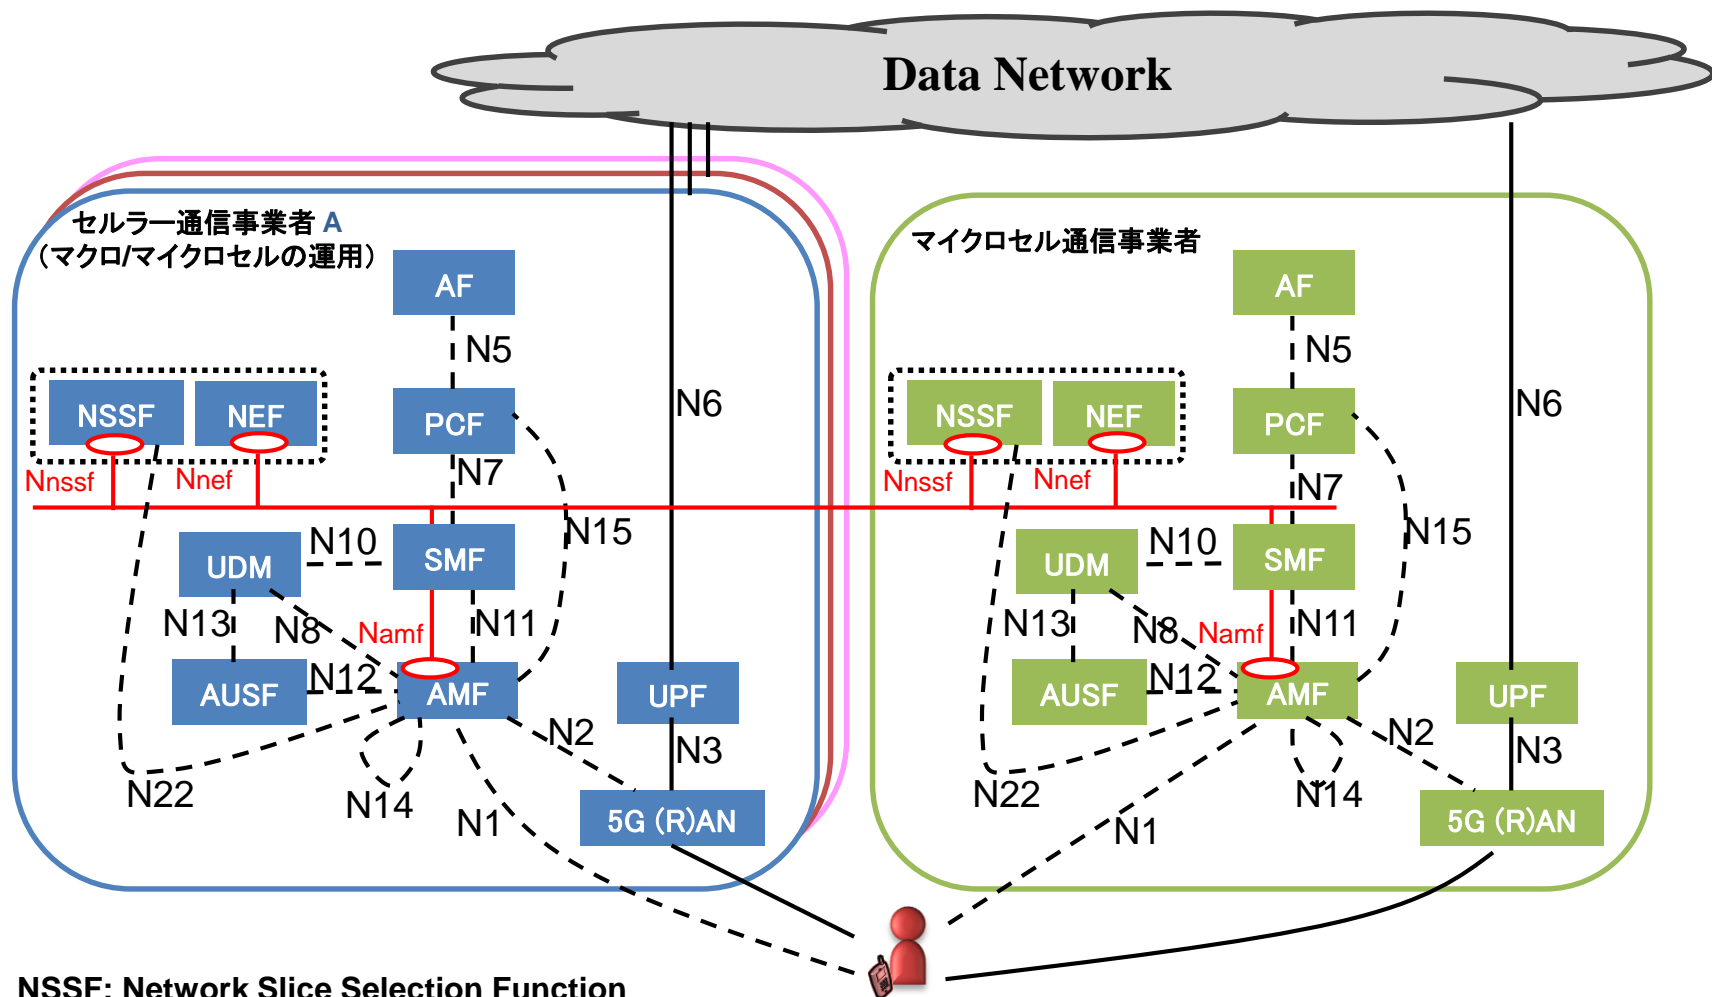 Data Network
セルラー通信事業者 A
（マクロ/マイクロセルの運用）
AF
N5
NSSF
NEF
PCF
N6
Nnssf
Nnef
N7
N15
UDM
N10
SMF
N13
N8
Namf
N11
AUSF
N12
AMF
UPF
N2
N3
N22
N14
N1
5G (R)AN
マイクロセル通信事業者
AF
N5
NSSF
NEF
PCF
N6
Nnssf
Nnef
N7
N15
UDM
N10
SMF
N13
N8
Namf
N11
AUSF
N12
AMF
UPF
N2
N3
N22
N14
N1
5G (R)AN
NSSF: Network Slice Selection Function